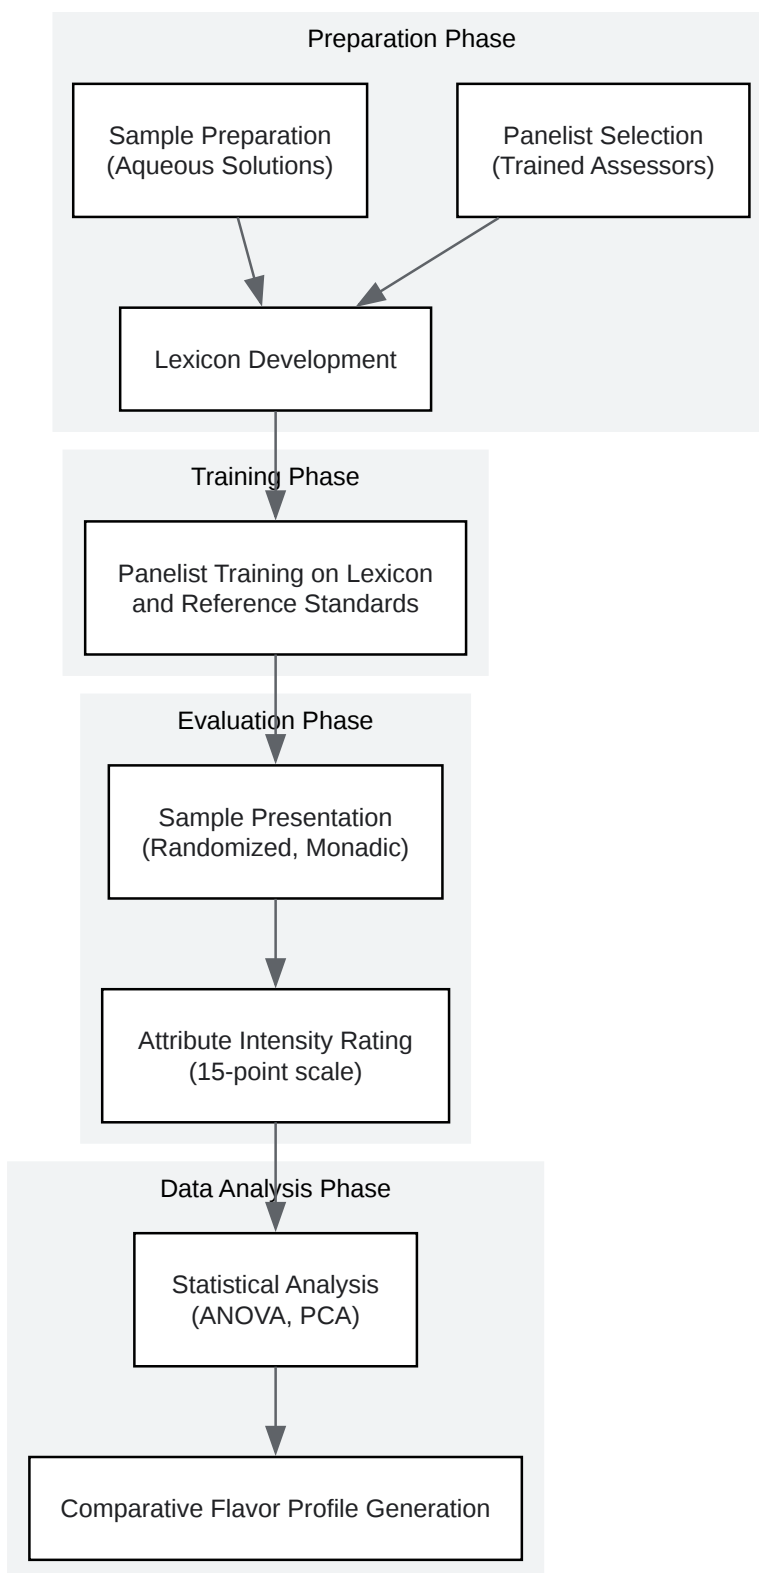 Preparation Phase
Sample Preparation
(Aqueous Solutions)
Panelist Selection
(Trained Assessors)
Lexicon Development
Training Phase
Panelist Training on Lexicon
and Reference Standards
Evaluation Phase
Sample Presentation
(Randomized, Monadic)
Attribute Intensity Rating
(15-point scale)
Data Analysis Phase
Statistical Analysis
(ANOVA, PCA)
Comparative Flavor Profile Generation